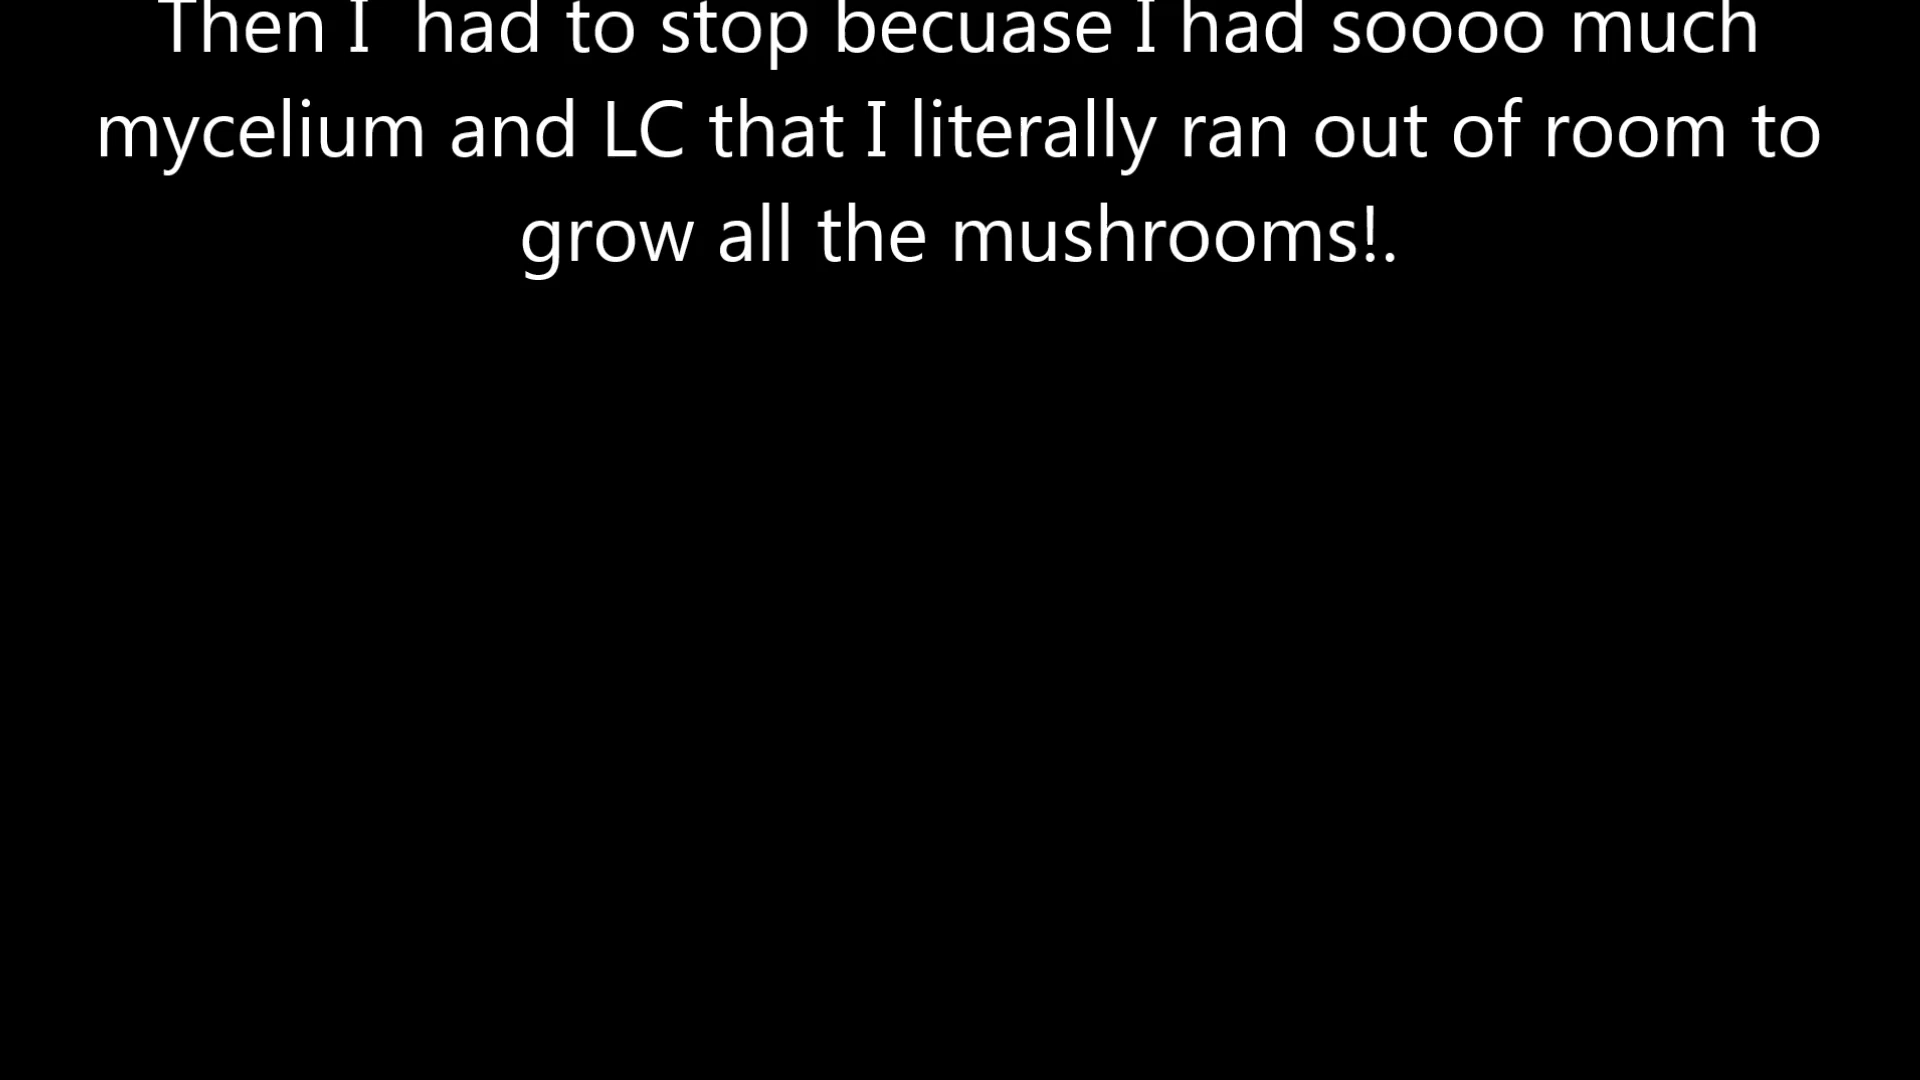 Then I  had to stop becuase I had soooo much
mycelium and LC that I literally ran out of room to
grow all the mushrooms!.